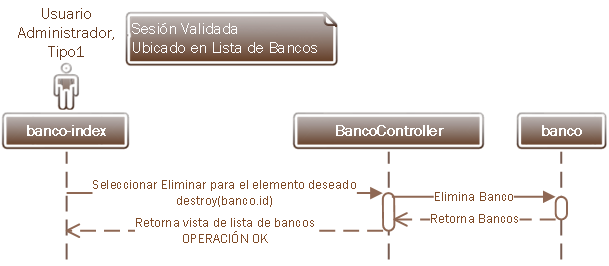 Usuario
Administrador,
Tipo1
Sesión Validada
Ubicado en Lista de Bancos
banco-index
BancoController
banco
Seleccionar Eliminar para el elemento deseado
destroy(banco.id)
Elimina Banco
Retorna Bancos
Retorna vista de lista de bancos
OPERACIÓN OK